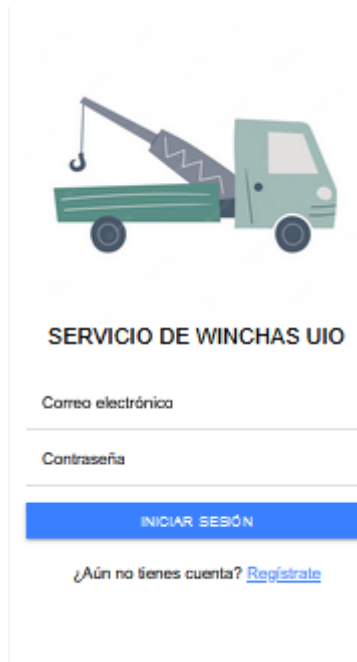 SERVICIO DE WINCHAS UIO
Correo electrónico
Contraseña
INICIAR SESIÓN
¿Aún no tienes cuenta? Regístrate